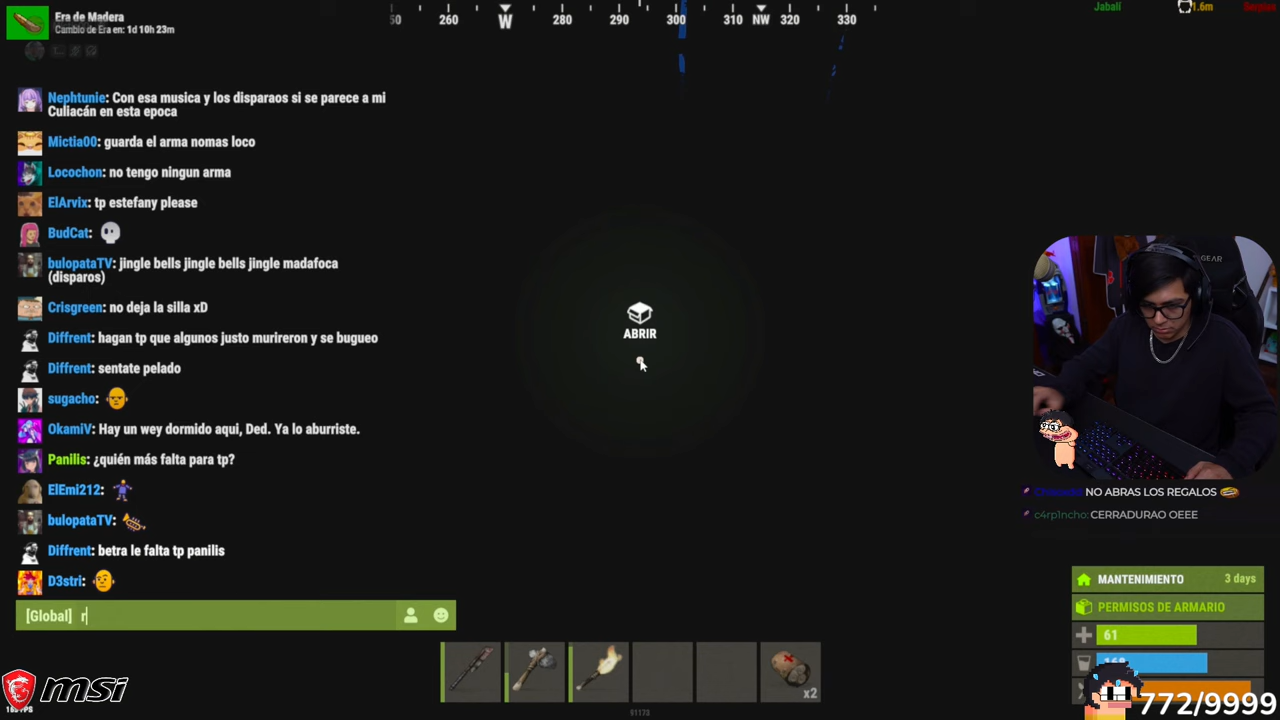 Era de Madera
Cambio de Era en: 1d 10h 23m
50 260 W 280 290 300 310 NW 320 330
Jabalí 1.6m
Nephtunie: Con esa musica y los disparaos si se parece a mi
Culiacán en esta epoca
Mictia00: guarda el arma nomas loco
Locochon: no tengo ningun arma
ElArvix: tp estefany please
BudCat:
bulopataTV: jingle bells jingle bells jingle madafoca
(disparos)
Crisgreen: no deja la silla xD
Diffrent: hagan tp que algunos justo murireron y se bugueo
Diffrent: sentate pelado
sugacho:
OkamiV: Hay un wey dormido aqui, Ded. Ya lo aburriste.
Panilis: ¿quién más falta para tp?
ElEmi212:
bulopataTV:
Diffrent: betra le falta tp panilis
D3stri:
[Global] r
ABRIR
GEAR
NO ABRAS LOS REGALOS
c4rp1ncho: CERRADURAO OEEE
MANTENIMIENTO 3 days
PERMISOS DE ARMARIO
61
x2
91173
msi
772/9999